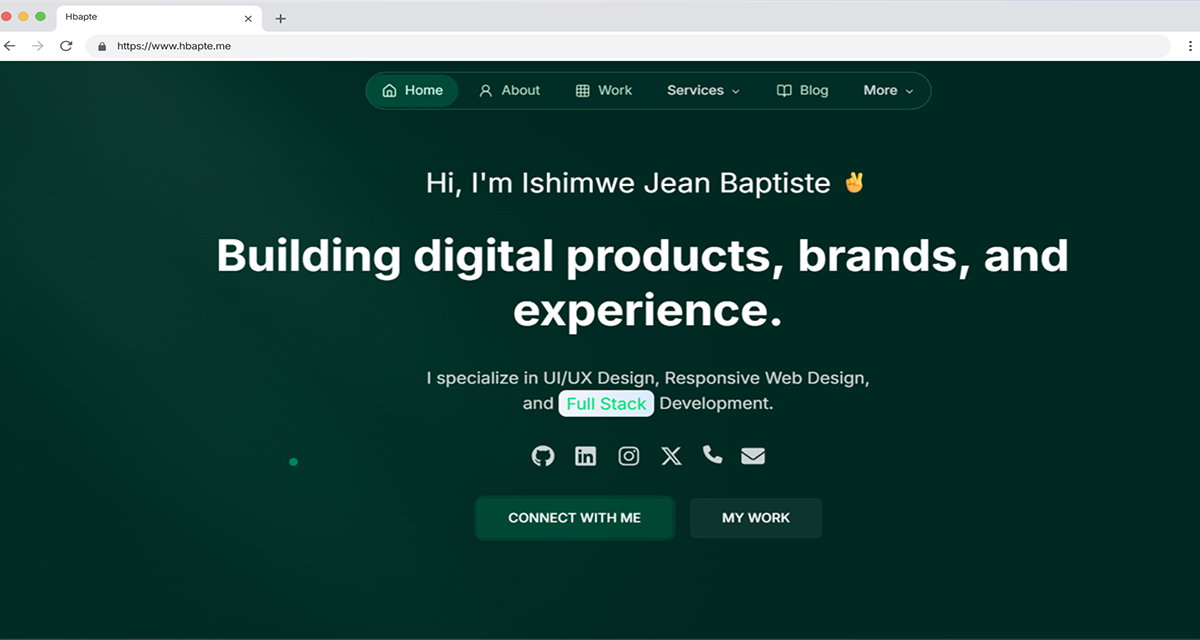 Hbapte
https://www.hbapte.me
Home About Work Services Blog More
Hi, I'm Ishimwe Jean Baptiste ✌️
Building digital products, brands, and
experience.
I specialize in UI/UX Design, Responsive Web Design,
and Full Stack Development.
CONNECT WITH ME MY WORK